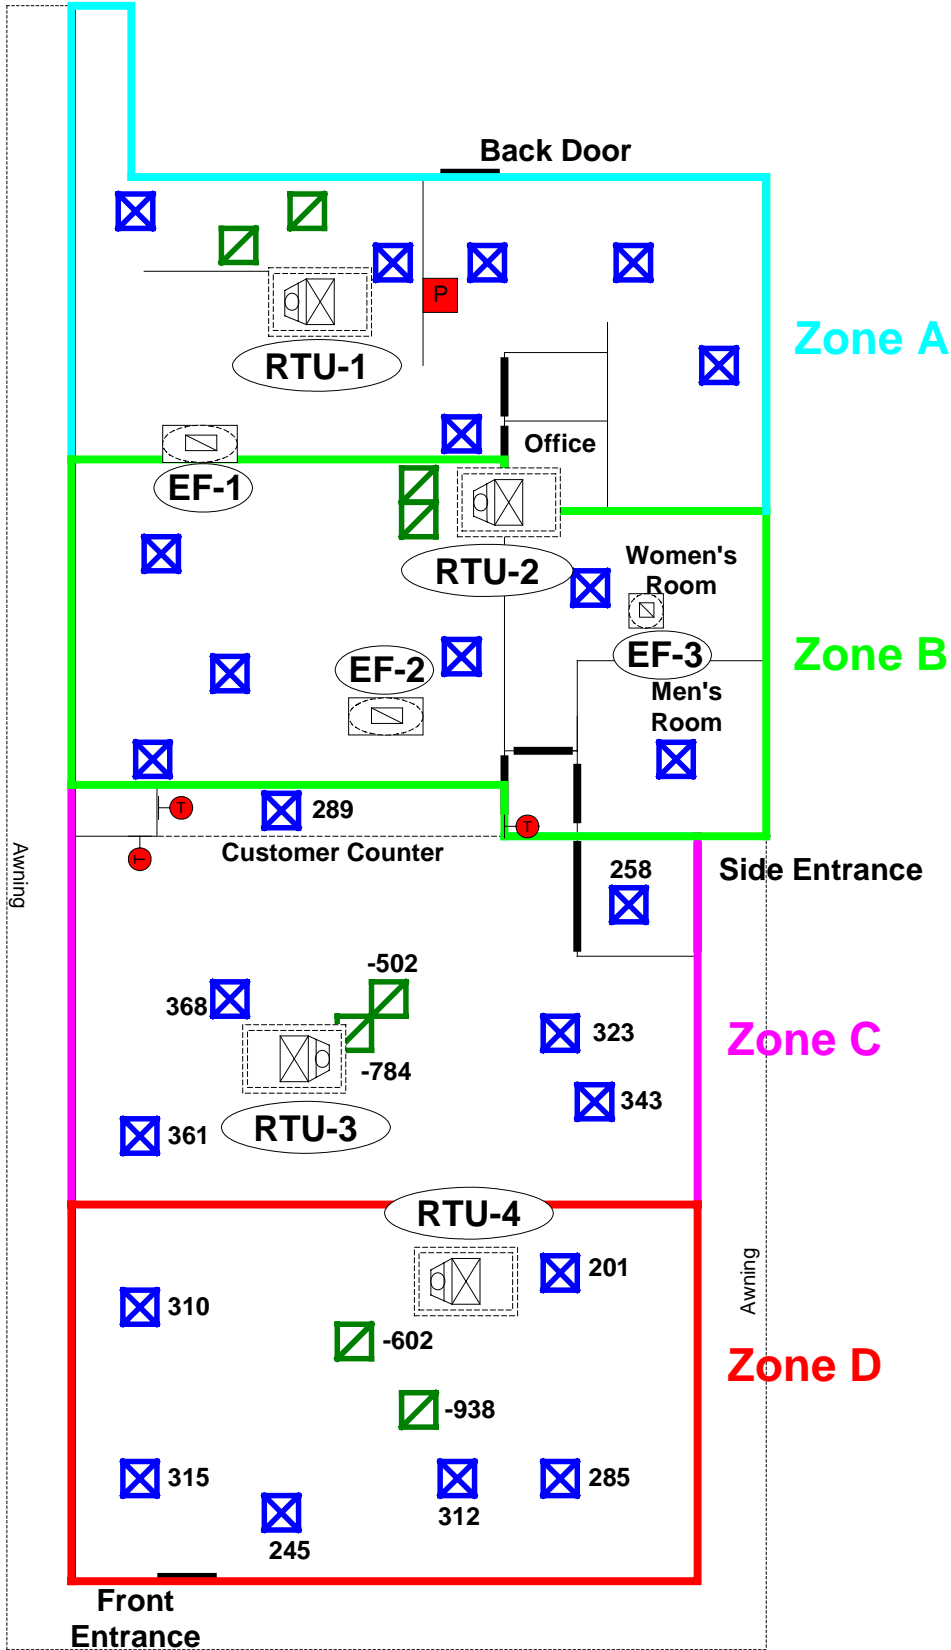 Back Door
P
Zone A
RTU-1
Office
EF-1
Women's
Room
RTU-2
EF-3
Zone B
EF-2
Men's
Room
T
289
T
Customer Counter
T
Side Entrance
258
Awning
-502
368
323
Zone C
-784
343
RTU-3
361
RTU-4
201
Awning
310
-602
Zone D
-938
315
285
312
245
Front
Entrance